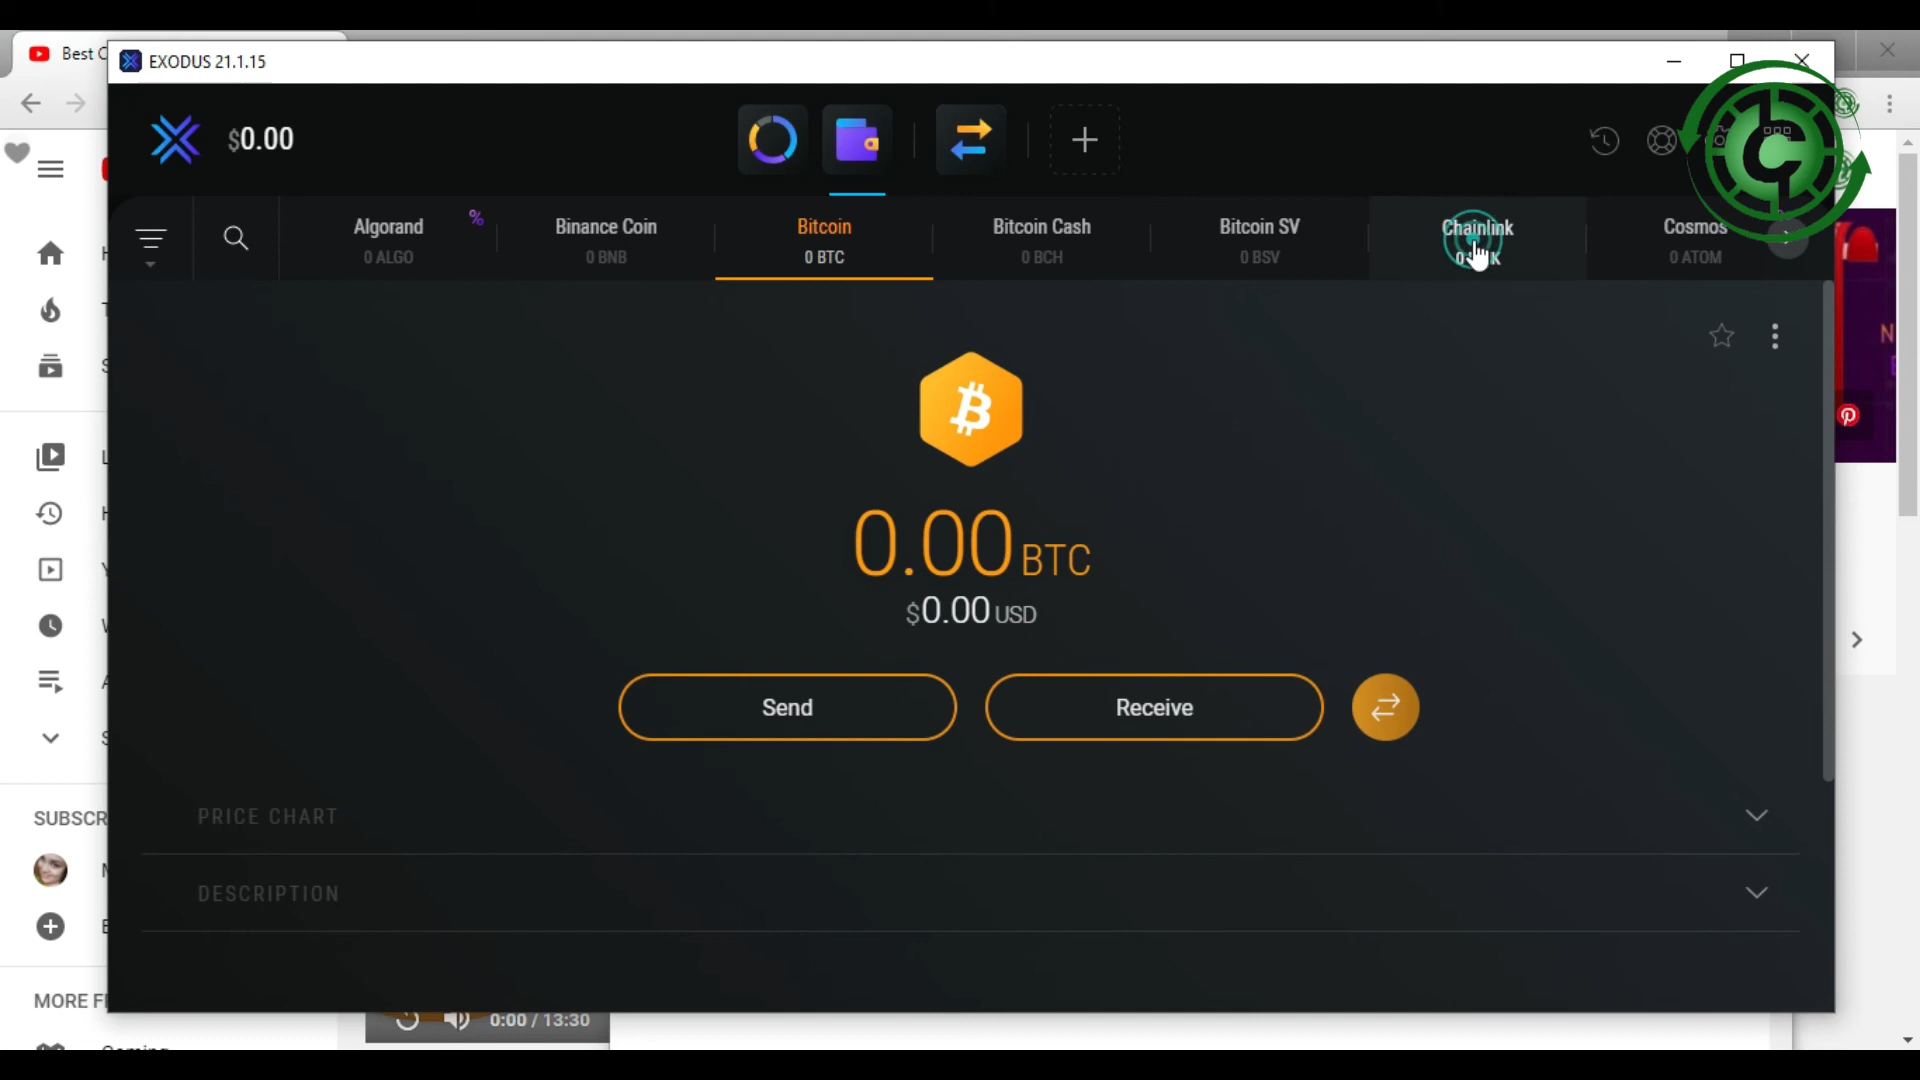 Best C
EXODUS 21.1.15
$0.00
Algorand
%
Binance Coin
Bitcoin
Bitcoin Cash
Bitcoin SV
Chainlink
Cosmos
0 ALGO
0 BNB
0 BTC
0 BCH
0 BSV
0 ATOM
0.00 BTC
$0.00 USD
Send
Receive
PRICE CHART
DESCRIPTION
SUBSCR
MORE F
0:00 / 13:30